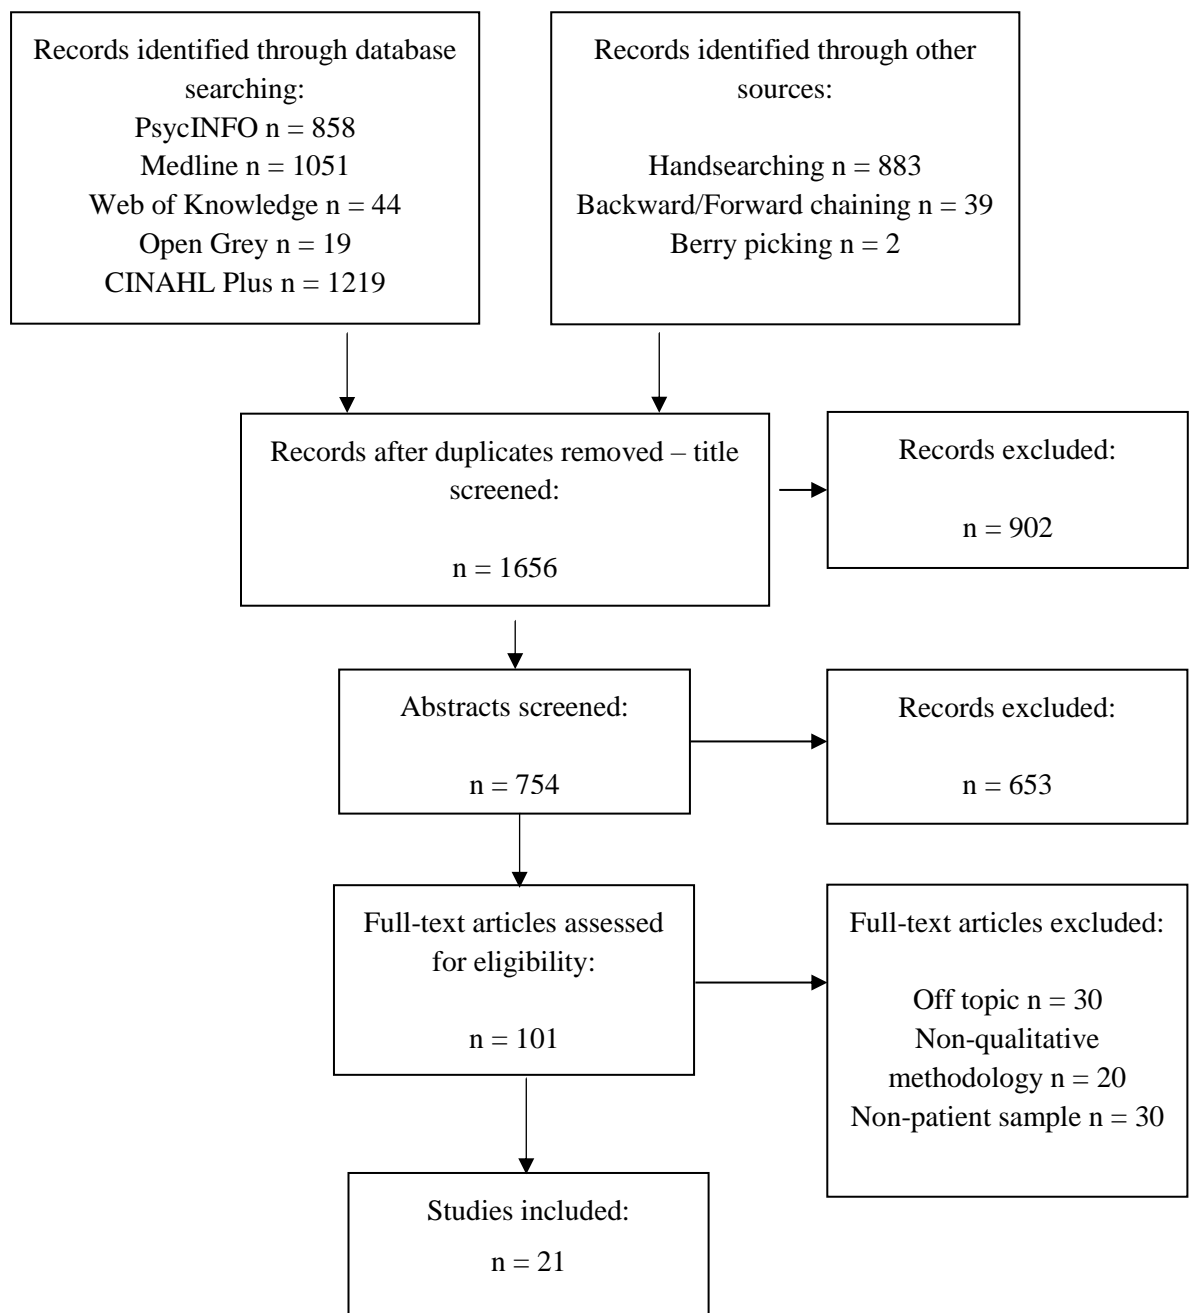 Records identified through database
searching:
PsycINFO n = 858
Medline n = 1051
Web of Knowledge n = 44
Open Grey n = 19
CINAHL Plus n = 1219
Records identified through other
sources:
Handsearching n = 883
Backward/Forward chaining n = 39
Berry picking n = 2
Records after duplicates removed – title
screened:
n = 1656
Records excluded:
n = 902
Abstracts screened:
n = 754
Records excluded:
n = 653
Full-text articles assessed
for eligibility:
n = 101
Full-text articles excluded:
Off topic n = 30
Non-qualitative
methodology n = 20
Non-patient sample n = 30
Studies included:
n = 21